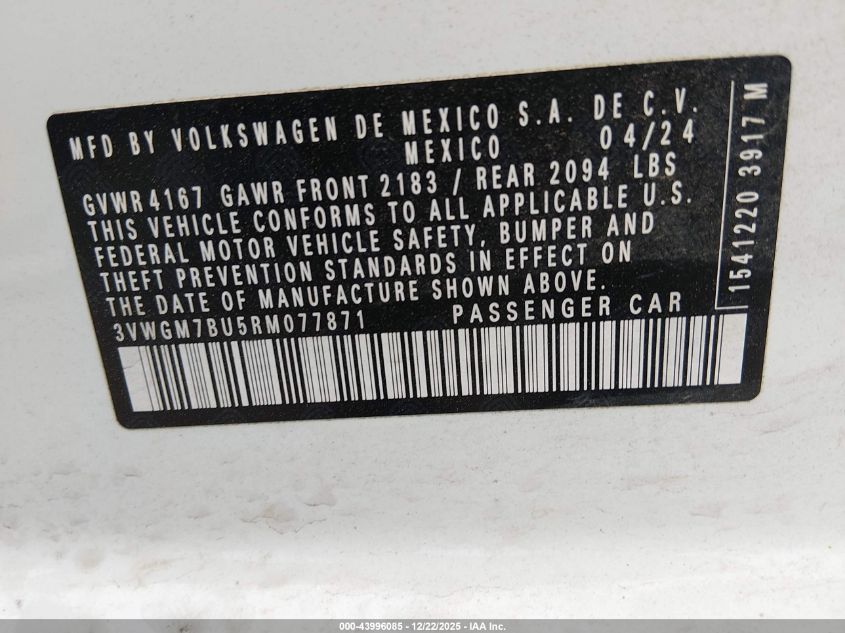 MFD BY VOLKSWAGEN DE MEXICO S.A. DE C.V.
MEXICO 04/24
GVWR 4167 GAWR FRONT 2183 / REAR 2094 LBS
THIS VEHICLE CONFORMS TO ALL APPLICABLE U.S.
FEDERAL MOTOR VEHICLE SAFETY, BUMPER AND
THEFT PREVENTION STANDARDS IN EFFECT ON
THE DATE OF MANUFACTURE SHOWN ABOVE.
3VWGM7BU5RM077871 PASSENGER CAR
1541220 3917 M
000-43996085 - 12/22/2025 - IAA Inc.